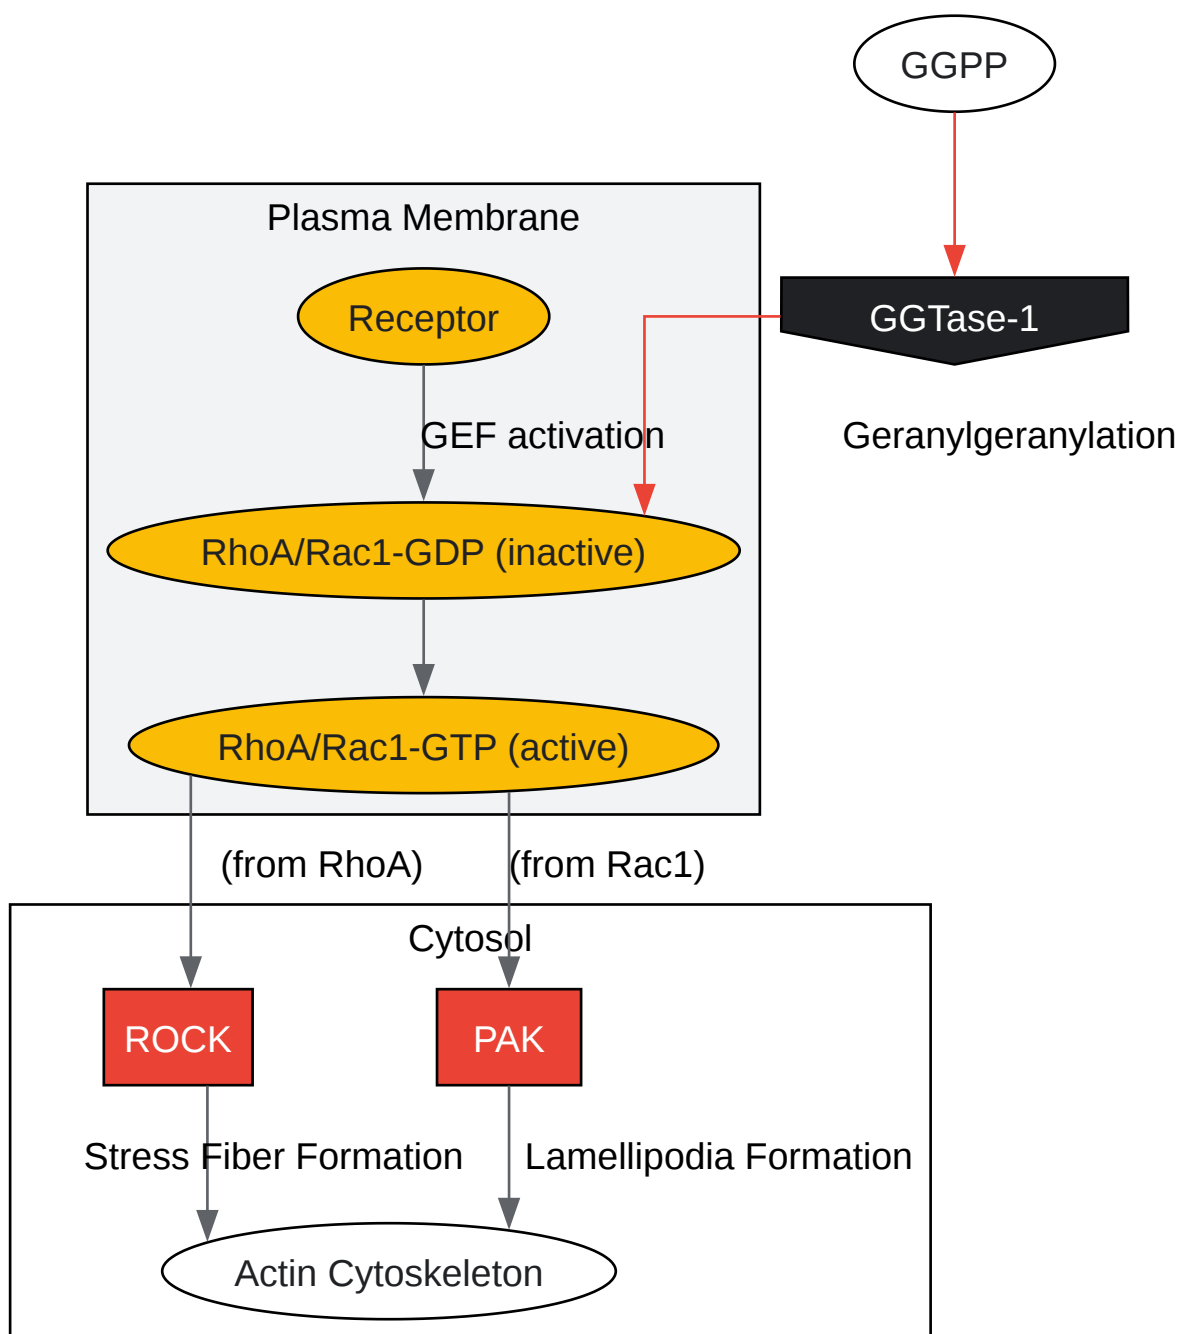 GGPP
Plasma Membrane
Receptor
GGTase-1
GEF activation
Geranylgeranylation
RhoA/Rac1-GDP (inactive)
RhoA/Rac1-GTP (active)
(from RhoA)
(from Rac1)
Cytosol
ROCK
PAK
Stress Fiber Formation
Lamellipodia Formation
Actin Cytoskeleton